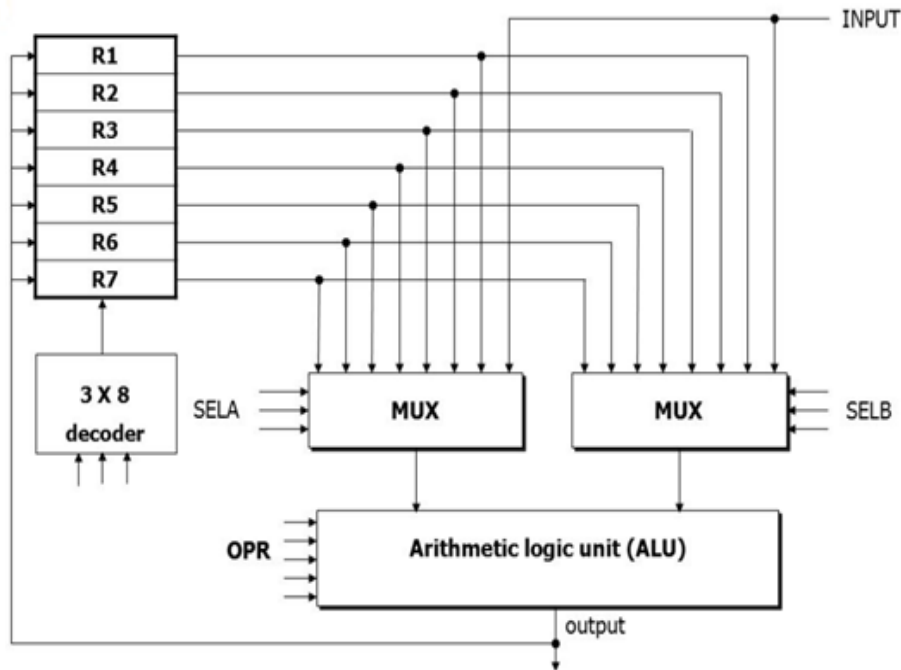 INPUT
R1
R2
R3
R4
R5
R6
R7
3 X 8
decoder
SELA
MUX
MUX
SELB
OPR
Arithmetic logic unit (ALU)
output